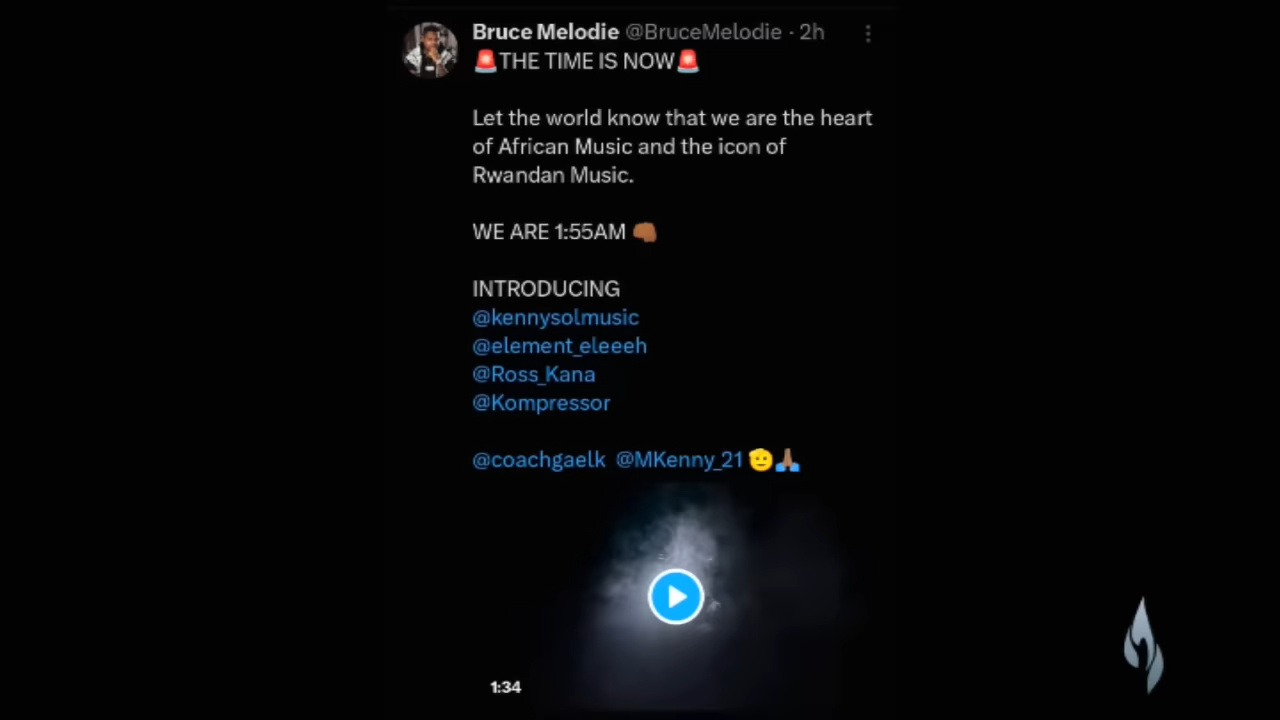 Bruce Melodie @BruceMelodie · 2h
🚨THE TIME IS NOW🚨
Let the world know that we are the heart
of African Music and the icon of
Rwandan Music.
WE ARE 1:55AM 👊🏾
INTRODUCING
@kennysolmusic
@element_eleeeh
@Ross_Kana
@Kompressor
@coachgaelk @MKenny_21 🫡🙏🏽
1:34